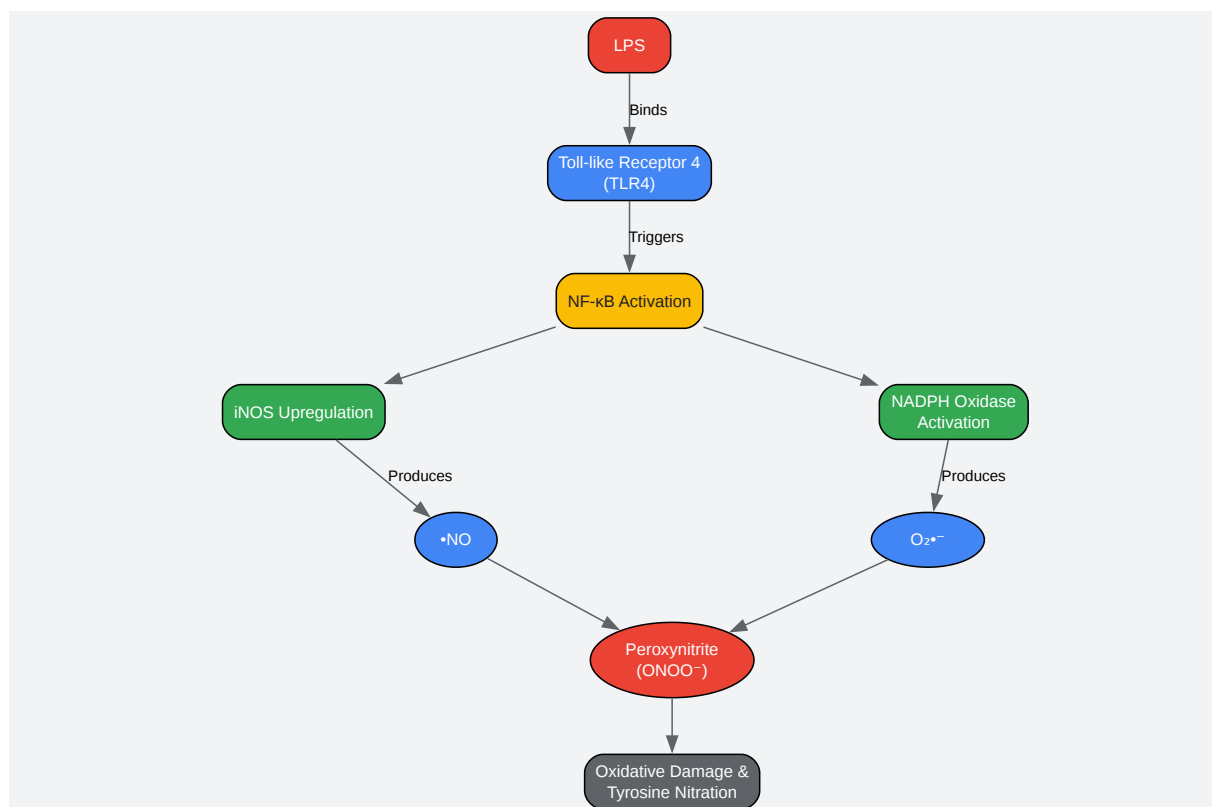 LPS
Binds
Toll-like Receptor 4
(TLR4)
Triggers
NF-κB Activation
iNOS Upregulation
NADPH Oxidase
Activation
Produces
Produces
•NO
O₂•⁻
Peroxynitrite
(ONOO⁻)
Oxidative Damage &
Tyrosine Nitration